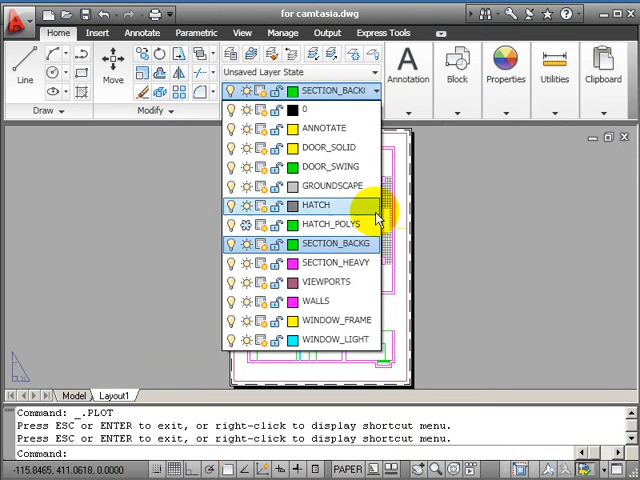 for camtasia.dwg
Home Insert Annotate Parametric View Manage Output Express Tools
Line
Move
Unsaved Layer State
Annotation
Block
Properties
Utilities
Clipboard
Draw
Modify
SECTION_BACK
0
ANNOTATE
DOOR_SOLID
DOOR_SWING
GROUNDSCAPE
HATCH
HATCH_POLYS
SECTION_BACKG
SECTION_HEAVY
VIEWPORTS
WALLS
WINDOW_FRAME
WINDOW_LIGHT
Model Layout1
Command: _.PLOT
Press ESC or ENTER to exit, or right-click to display shortcut menu.
Press ESC or ENTER to exit, or right-click to display shortcut menu.
Command:
-115.8465, 411.0618, 0.0000
PAPER